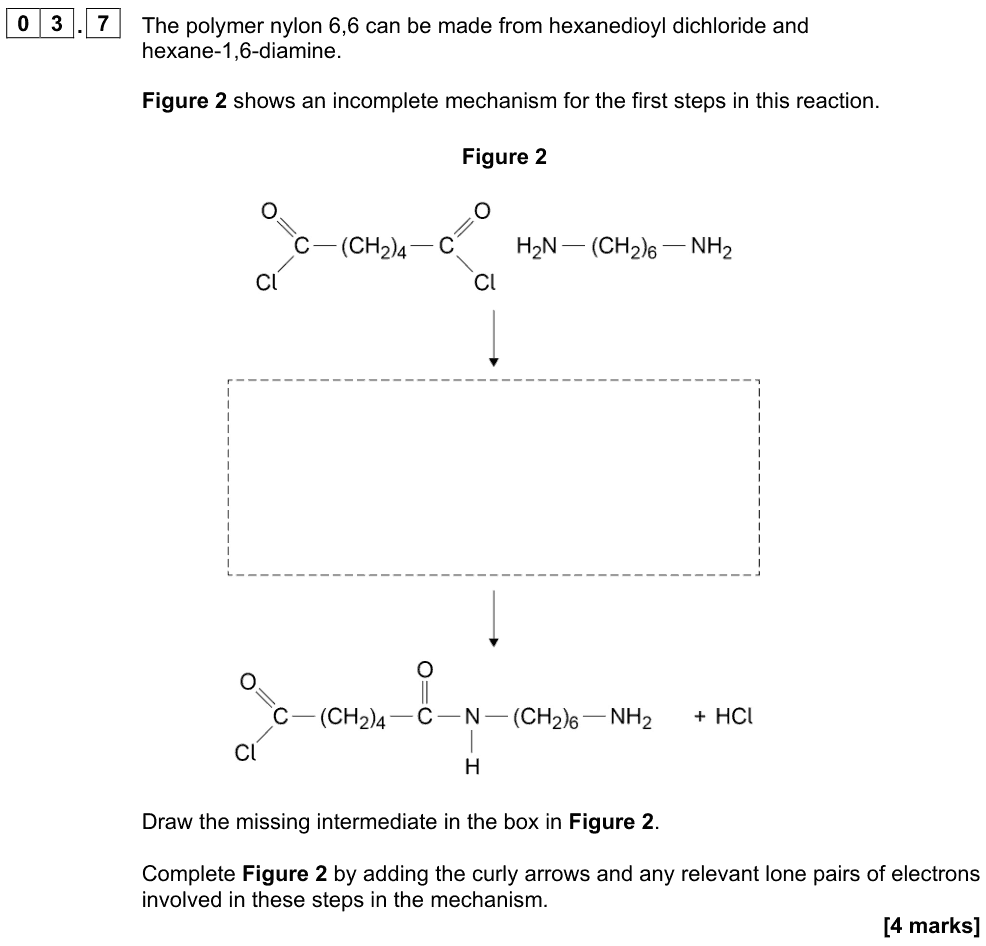 03.7 The polymer nylon 6,6 can be made from hexanedioyl dichloride and
hexane-1,6-diamine.
Figure 2 shows an incomplete mechanism for the first steps in this reaction.
Figure 2
O O
C — (CH₂)₄ — C H₂N — (CH₂)₆ — NH₂
Cl Cl
O O
C — (CH₂)₄ — C — N — (CH₂)₆ — NH₂ + HCl
Cl H
Draw the missing intermediate in the box in Figure 2.
Complete Figure 2 by adding the curly arrows and any relevant lone pairs of electrons
involved in these steps in the mechanism.
[4 marks]